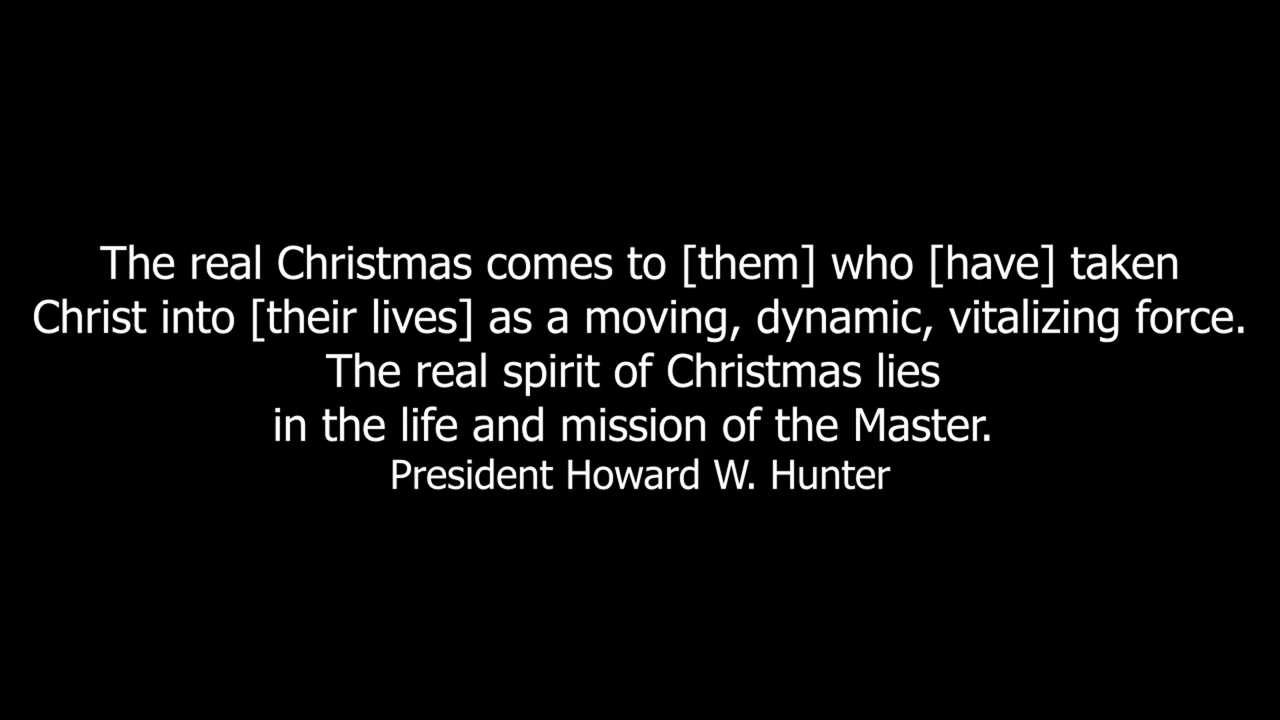 The real Christmas comes to [them] who [have] taken
Christ into [their lives] as a moving, dynamic, vitalizing force.
The real spirit of Christmas lies
in the life and mission of the Master.
President Howard W. Hunter